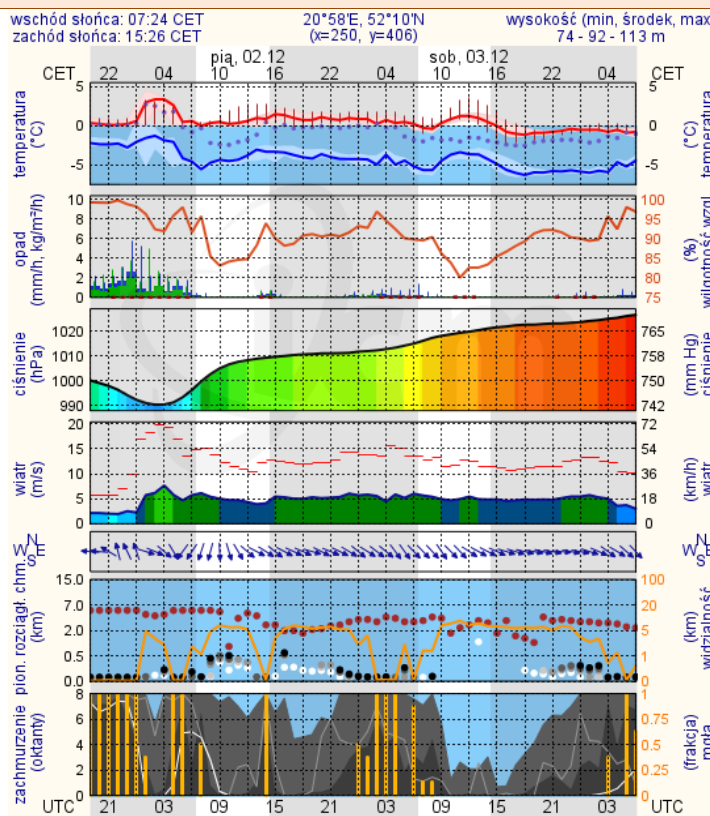 wschód słońca: 07:24 CET 20°58'E, 52°10'N wysokość (min, środek, max)
zachód słońca: 15:26 CET (x=250, y=406) 74 - 92 - 113 m
pią, 02.12 sob, 03.12
CET 22 04 10 16 22 04 10 16 22 04 CET
temperatura (°C) 5 0 -5 5 0 -5 temperatura (°C)
opad (mm/h, kg/m²/h) 10 8 6 4 2 0 100 95 90 85 80 75 (%) wilgotność wzgl.
ciśnienie (hPa) 1020 1010 1000 990 765 758 750 742 (mm Hg) ciśnienie
wiatr (m/s) 20 15 10 5 0 72 54 36 18 0 (km/h) wiatr
N W E S N W E S
pion. rozciągł. chm. (km) 15.0 7.0 2.0 0.5 0.0 100 20 5 1 0 (km) widzialność
zachmurzenie (oktanty) 8 6 4 2 0 1 0.75 0.5 0.25 0 (frakcja) mgła
UTC 21 03 09 15 21 03 09 15 21 03 UTC